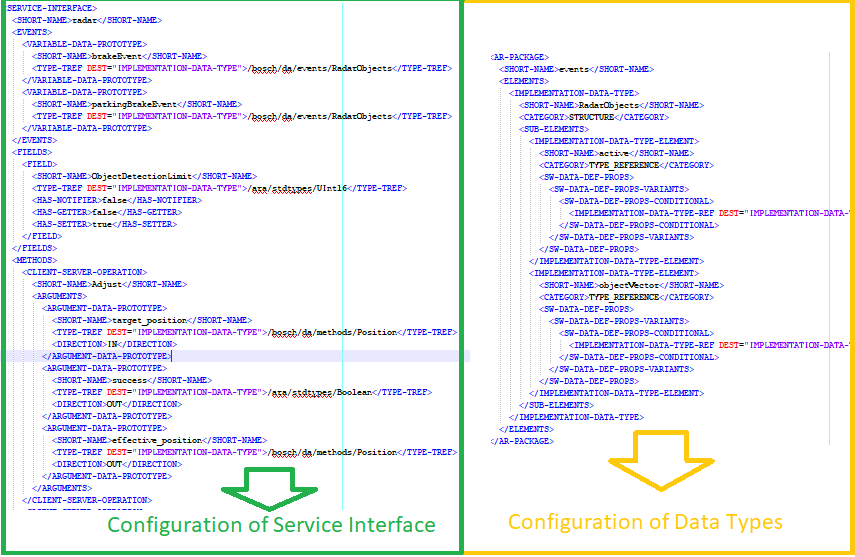 SERVICE-INTERFACE>
<SHORT-NAME>radar</SHORT-NAME>
<EVENTS>
<VARIABLE-DATA-PROTOTYPE>
<SHORT-NAME>brakeEvent</SHORT-NAME>
<TYPE-TREF DEST="IMPLEMENTATION-DATA-TYPE">/bosch/da/events/RadarObjects</TYPE-TREF>
</VARIABLE-DATA-PROTOTYPE>
<VARIABLE-DATA-PROTOTYPE>
<SHORT-NAME>parkingBrakeEvent</SHORT-NAME>
<TYPE-TREF DEST="IMPLEMENTATION-DATA-TYPE">/bosch/da/events/RadarObjects</TYPE-TREF>
</VARIABLE-DATA-PROTOTYPE>
</EVENTS>
<FIELDS>
<FIELD>
<SHORT-NAME>ObjectDetectionLimit</SHORT-NAME>
<TYPE-TREF DEST="IMPLEMENTATION-DATA-TYPE">/ara/stdtypes/UInt16</TYPE-TREF>
<HAS-NOTIFIER>false</HAS-NOTIFIER>
<HAS-GETTER>false</HAS-GETTER>
<HAS-SETTER>true</HAS-SETTER>
</FIELD>
</FIELDS>
<METHODS>
<CLIENT-SERVER-OPERATION>
<SHORT-NAME>Adjust</SHORT-NAME>
<ARGUMENTS>
<ARGUMENT-DATA-PROTOTYPE>
<SHORT-NAME>target_position</SHORT-NAME>
<TYPE-TREF DEST="IMPLEMENTATION-DATA-TYPE">/bosch/da/methods/Position</TYPE-TREF>
<DIRECTION>IN</DIRECTION>
</ARGUMENT-DATA-PROTOTYPE>
<ARGUMENT-DATA-PROTOTYPE>
<SHORT-NAME>success</SHORT-NAME>
<TYPE-TREF DEST="IMPLEMENTATION-DATA-TYPE">/ara/stdtypes/Boolean</TYPE-TREF>
<DIRECTION>OUT</DIRECTION>
</ARGUMENT-DATA-PROTOTYPE>
<ARGUMENT-DATA-PROTOTYPE>
<SHORT-NAME>effective_position</SHORT-NAME>
<TYPE-TREF DEST="IMPLEMENTATION-DATA-TYPE">/bosch/da/methods/Position</TYPE-TREF>
<DIRECTION>OUT</DIRECTION>
</ARGUMENT-DATA-PROTOTYPE>
</ARGUMENTS>
</CLIENT-SERVER-OPERATION>
Configuration of Service Interface
<AR-PACKAGE>
<SHORT-NAME>events</SHORT-NAME>
<ELEMENTS>
<IMPLEMENTATION-DATA-TYPE>
<SHORT-NAME>RadarObjects</SHORT-NAME>
<CATEGORY>STRUCTURE</CATEGORY>
<SUB-ELEMENTS>
<IMPLEMENTATION-DATA-TYPE-ELEMENT>
<SHORT-NAME>active</SHORT-NAME>
<CATEGORY>TYPE_REFERENCE</CATEGORY>
<SW-DATA-DEF-PROPS>
<SW-DATA-DEF-PROPS-VARIANTS>
<SW-DATA-DEF-PROPS-CONDITIONAL>
<IMPLEMENTATION-DATA-TYPE-REF DEST="IMPLEMENTATION-DATA-
</SW-DATA-DEF-PROPS-CONDITIONAL>
</SW-DATA-DEF-PROPS-VARIANTS>
</SW-DATA-DEF-PROPS>
</IMPLEMENTATION-DATA-TYPE-ELEMENT>
<IMPLEMENTATION-DATA-TYPE-ELEMENT>
<SHORT-NAME>objectVector</SHORT-NAME>
<CATEGORY>TYPE_REFERENCE</CATEGORY>
<SW-DATA-DEF-PROPS>
<SW-DATA-DEF-PROPS-VARIANTS>
<SW-DATA-DEF-PROPS-CONDITIONAL>
<IMPLEMENTATION-DATA-TYPE-REF DEST="IMPLEMENTATION-DATA-
</SW-DATA-DEF-PROPS-CONDITIONAL>
</SW-DATA-DEF-PROPS-VARIANTS>
</SW-DATA-DEF-PROPS>
</IMPLEMENTATION-DATA-TYPE-ELEMENT>
</SUB-ELEMENTS>
</IMPLEMENTATION-DATA-TYPE>
</ELEMENTS>
</AR-PACKAGE>
Configuration of Data Types